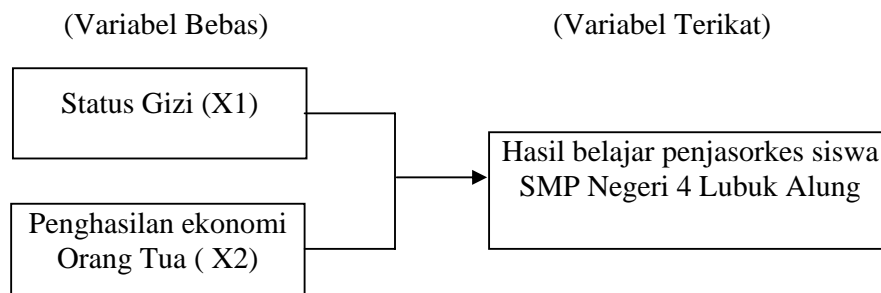 (Variabel Bebas)
(Variabel Terikat)
Status Gizi (X1)
Hasil belajar penjasorkes siswa
SMP Negeri 4 Lubuk Alung
Penghasilan ekonomi
Orang Tua ( X2)